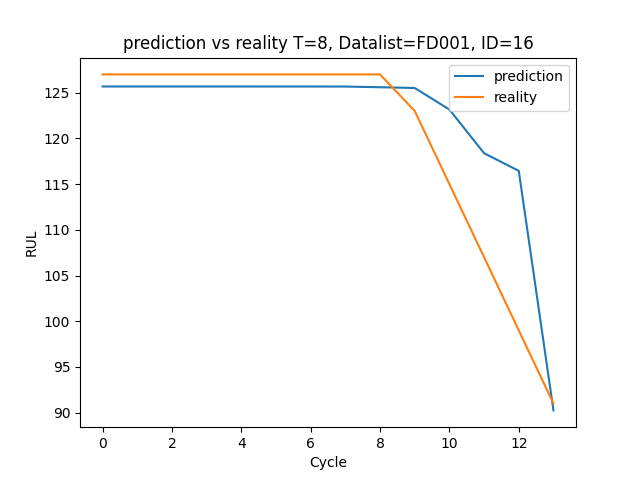 prediction vs reality T=8, Datalist=FD001, ID=16
prediction
reality
125
120
115
110
105
100
95
90
RUL
0 2 4 6 8 10 12
Cycle